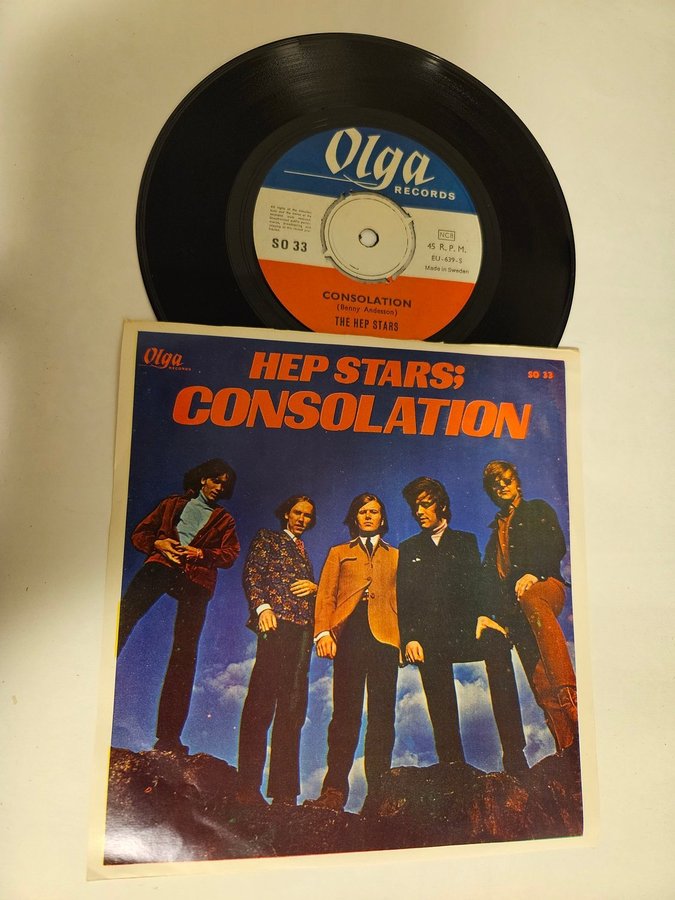 Olga
RECORDS
SO 33
NCB
45 R. P. M.
EU-639-S
Made in Sweden
CONSOLATION
(Benny Andesson)
THE HEP STARS
Olga
RECORDS
HEP STARS;
SO 33
CONSOLATION